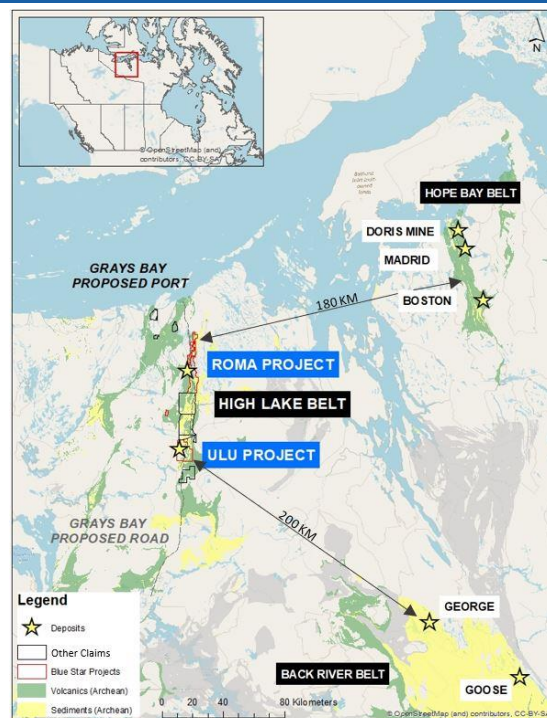 © OpenStreetMap (and)
contributors, CC-BY-SA
N
HOPE BAY BELT
DORIS MINE
MADRID
BOSTON
GRAYS BAY
PROPOSED PORT
180 KM
ROMA PROJECT
HIGH LAKE BELT
ULU PROJECT
GRAYS BAY
PROPOSED ROAD
200 KM
GEORGE
BACK RIVER BELT
GOOSE
Legend
Deposits
Other Claims
Blue Star Projects
Volcanics (Archean)
Sediments (Archean)
0 20 40 80 Kilometers
© OpenStreetMap (and)
contributors, CC-BY-SA